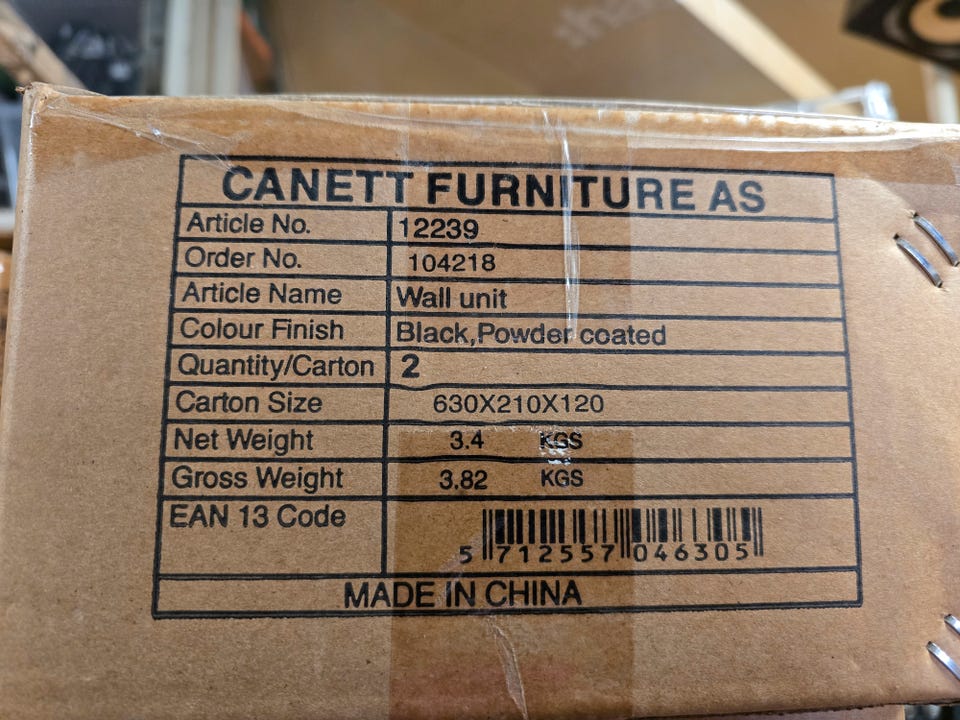 CANETT FURNITURE AS
Article No. 12239
Order No. 104218
Article Name Wall unit
Colour Finish Black,Powder coated
Quantity/Carton 2
Carton Size 630X210X120
Net Weight 3.4 KGS
Gross Weight 3.82 KGS
EAN 13 Code
5 712557 046305
MADE IN CHINA